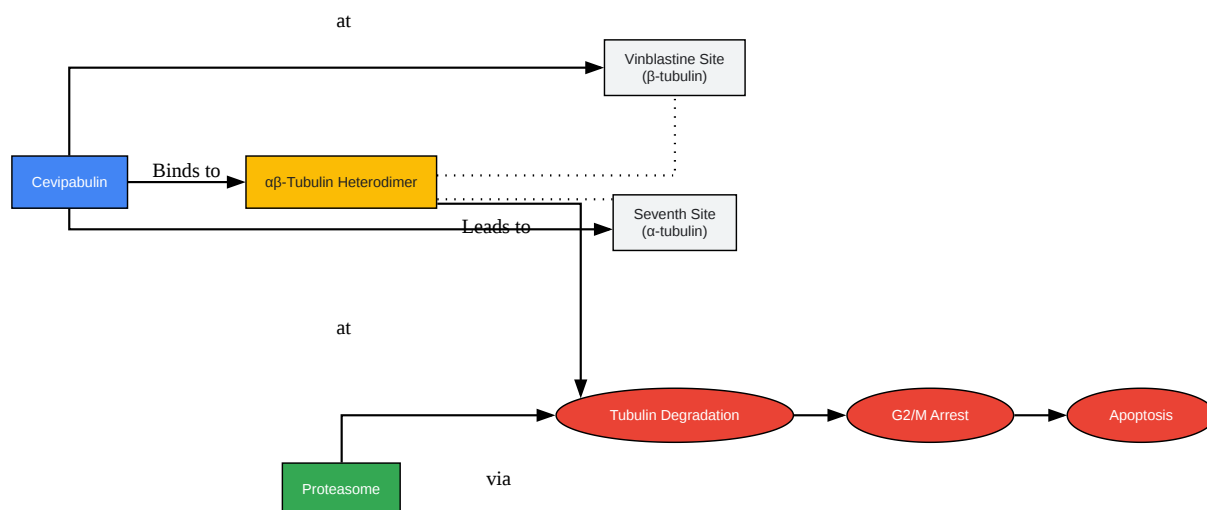 at
Vinblastine Site
(β-tubulin)
Cevipabulin
Binds to
αβ-Tubulin Heterodimer
Seventh Site
(α-tubulin)
Leads to
at
Tubulin Degradation
G2/M Arrest
Apoptosis
Proteasome
via